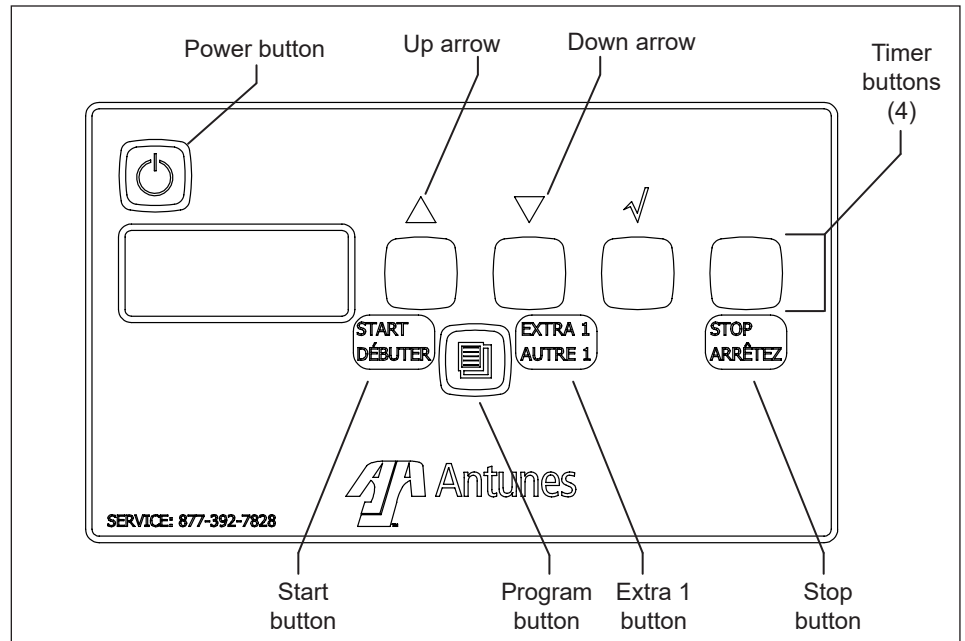 Power button
Up arrow
Down arrow
Timer
buttons
(4)
START
DÉBUTER
EXTRA 1
AUTRE 1
STOP
ARRÊTEZ
Antunes
™
SERVICE: 877-392-7828
Start
button
Program
button
Extra 1
button
Stop
button